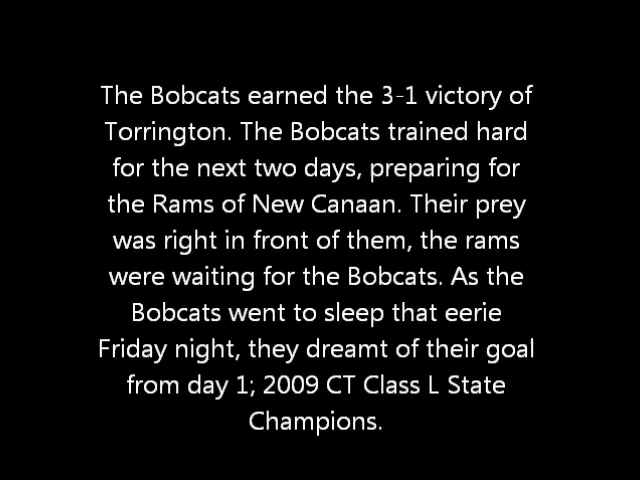 The Bobcats earned the 3-1 victory of
Torrington. The Bobcats trained hard
for the next two days, preparing for
the Rams of New Canaan. Their prey
was right in front of them, the rams
were waiting for the Bobcats. As the
Bobcats went to sleep that eerie
Friday night, they dreamt of their goal
from day 1; 2009 CT Class L State
Champions.